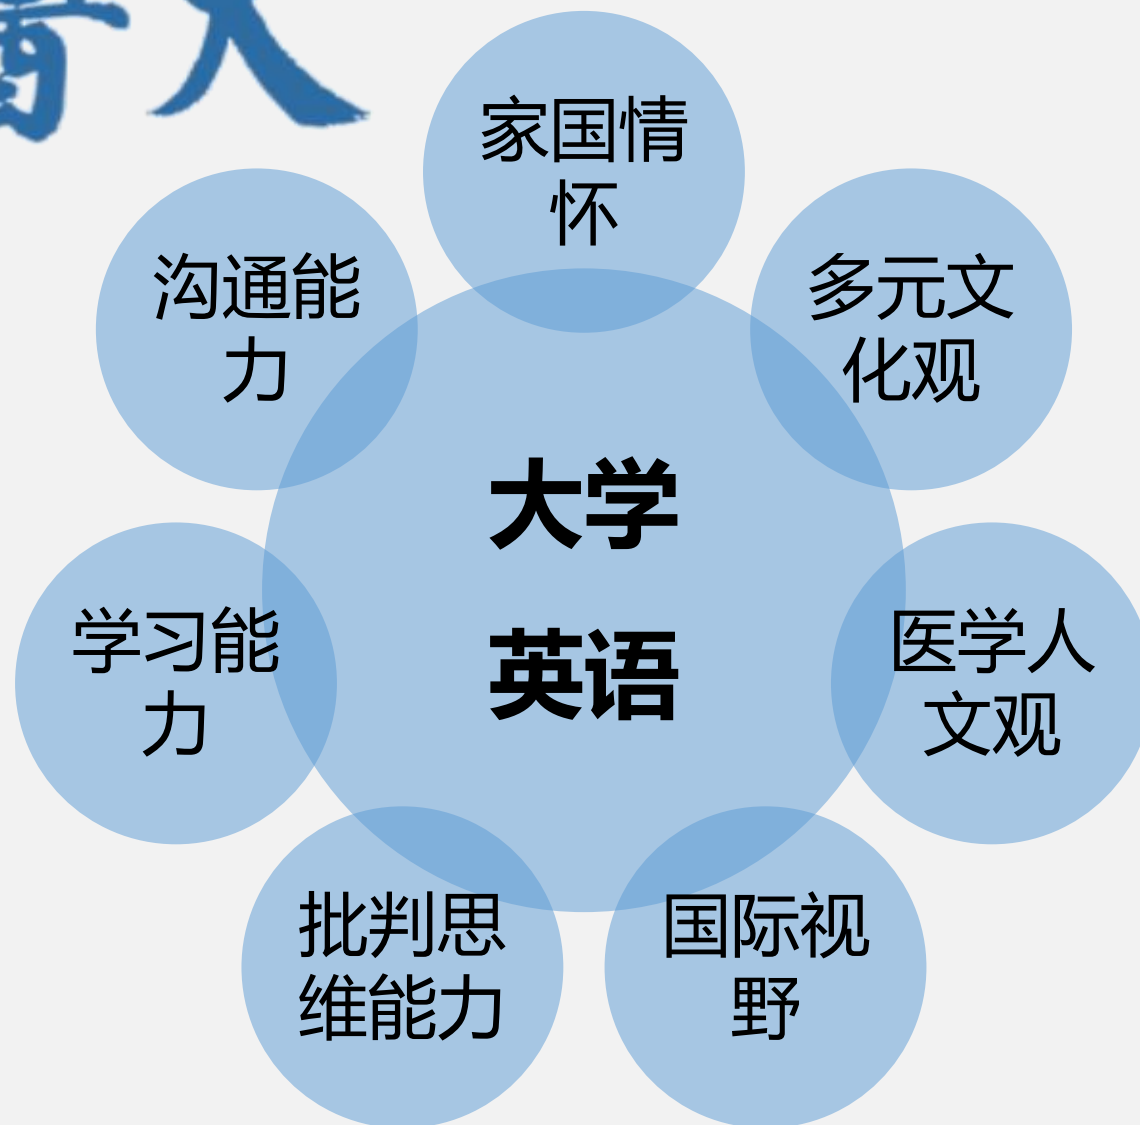 人
家国情
怀
多元文
化观
医学人
文观
国际视
野
批判思
维能力
学习能
力
沟通能
力
大学
英语